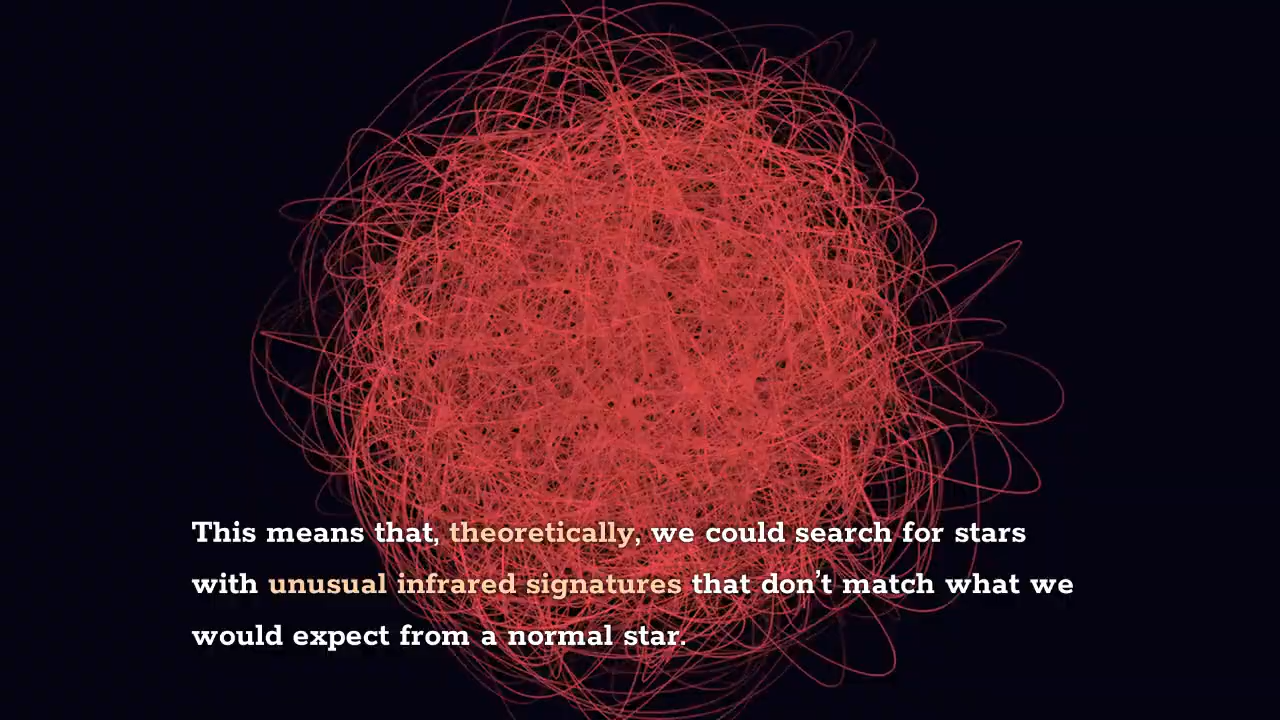 This means that, theoretically, we could search for stars
with unusual infrared signatures that don’t match what we
would expect from a normal star.